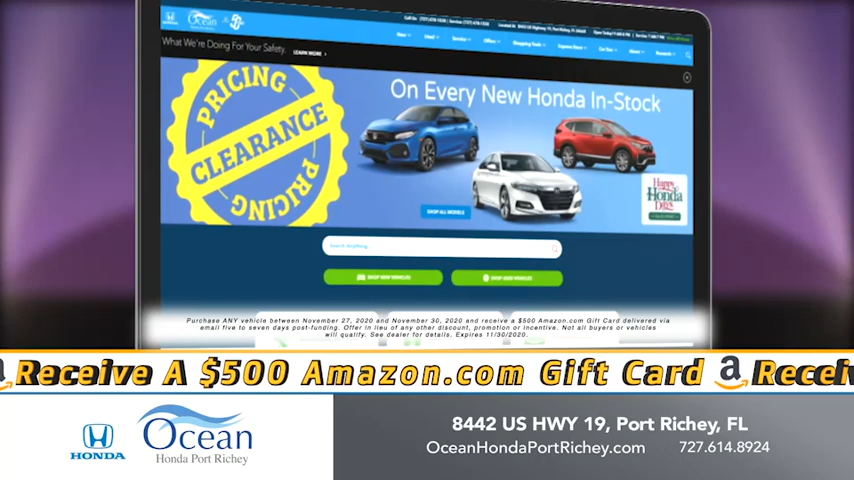 HONDA Ocean
What We're Doing For Your Safety. LEARN MORE >
PRICING
CLEARANCE
PRICING
On Every New Honda In-Stock
SHOP ALL MODELS
Happy
Honda
Days
Search Anything...
SHOP NEW VEHICLES SHOP USED VEHICLES
Purchase ANY vehicle between November 27, 2020 and November 30, 2020 and receive a $500 Amazon.com Gift Card delivered via
email five to seven days post-funding. Offer in lieu of any other discount, promotion or incentive. Not all buyers or vehicles
will qualify. See dealer for details. Expires 11/30/2020.
a Receive A $500 Amazon.com Gift Card a Recei
HONDA
Ocean
Honda Port Richey
8442 US HWY 19, Port Richey, FL
OceanHondaPortRichey.com 727.614.8924